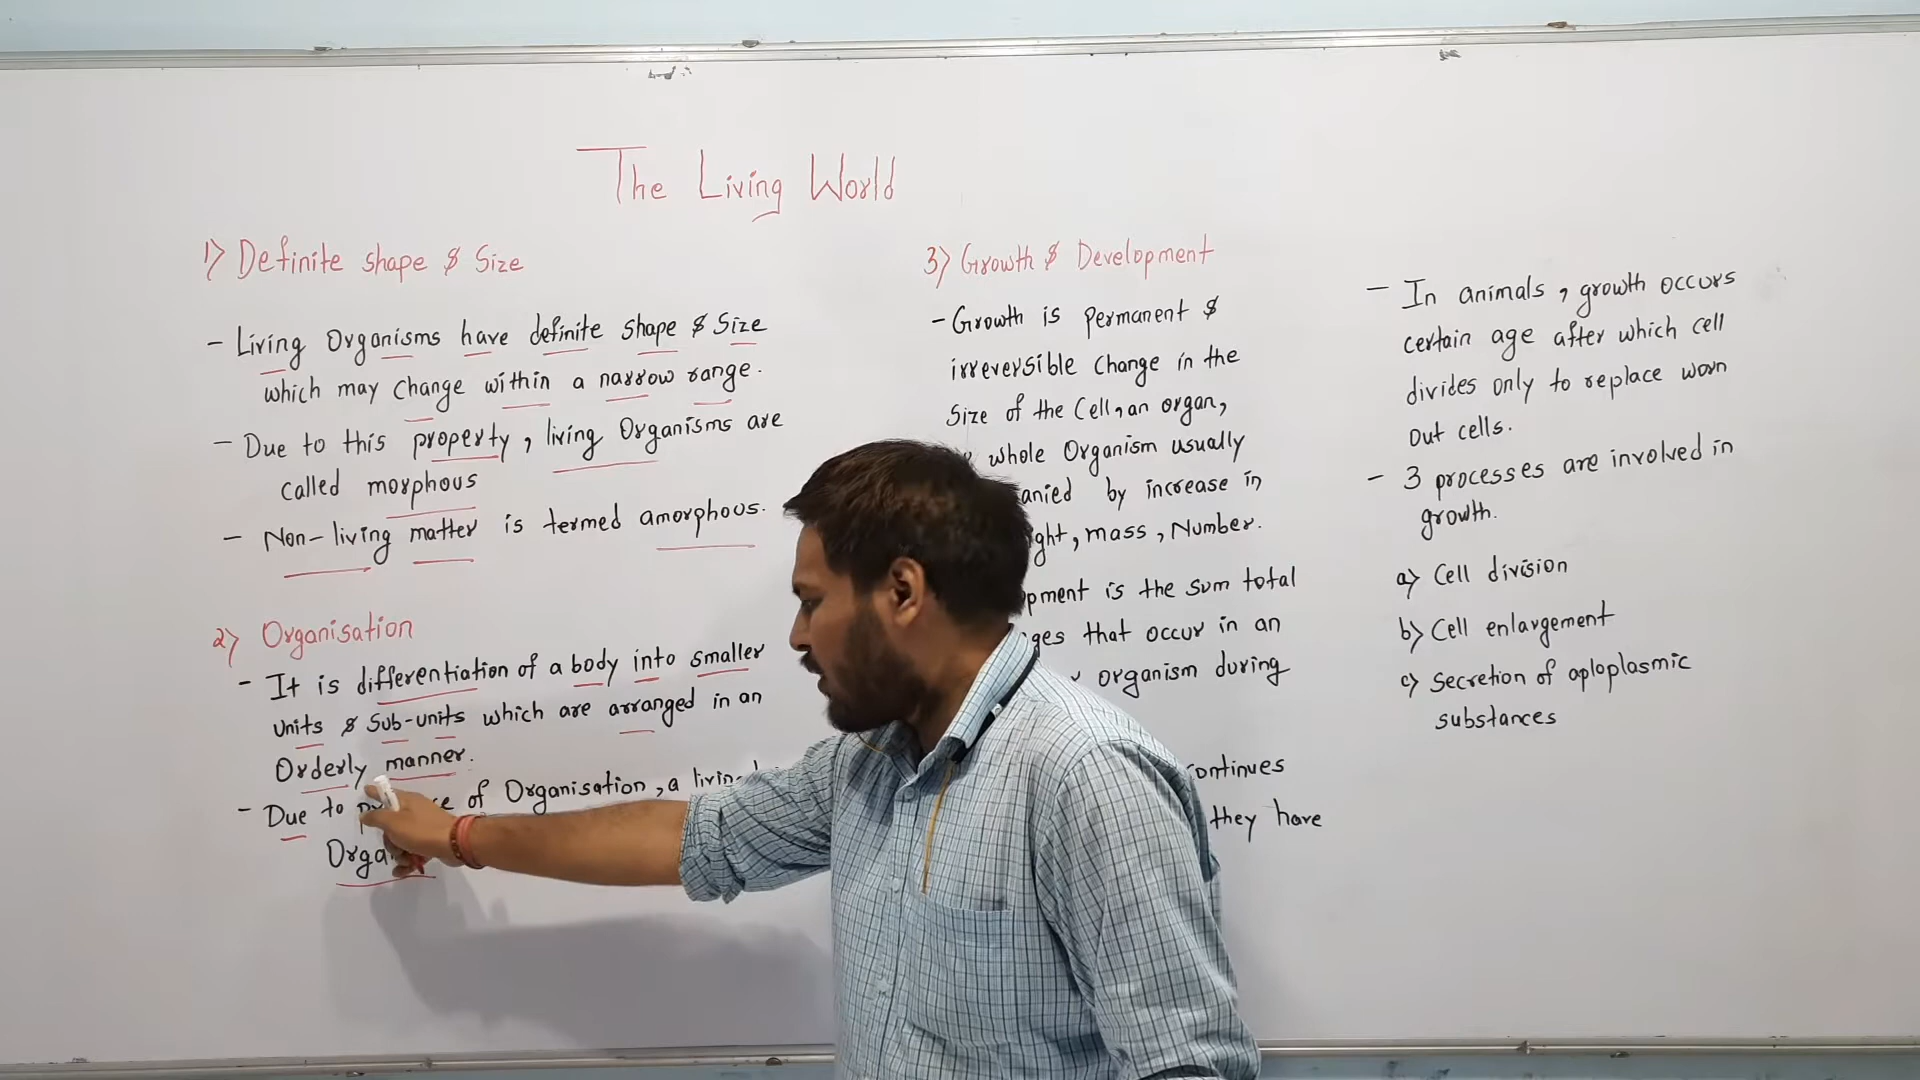 The Living World
1) Definite shape & Size
- Living Organisms have definite shape & Size
which may change within a narrow range.
- Due to this property, living Organisms are
called morphous
- Non-living matter is termed amorphous.
2) Organisation
- It is differentiation of a body into smaller
units & Sub-units which are arranged in an
Orderly manner.
- Due to of Organisation, a
3) Growth & Development
- Growth is permanent &
irreversible change in the
Size of the Cell, an organ,
whole Organism usually
by increase in
, mass, Number.
is the sum total
that occur in an
organism during
continues
they have
- In animals, growth occurs
certain age after which cell
divides only to replace worn
out cells.
- 3 processes are involved in
growth.
a) Cell division
b) Cell enlargement
c) Secretion of aploplasmic
substances